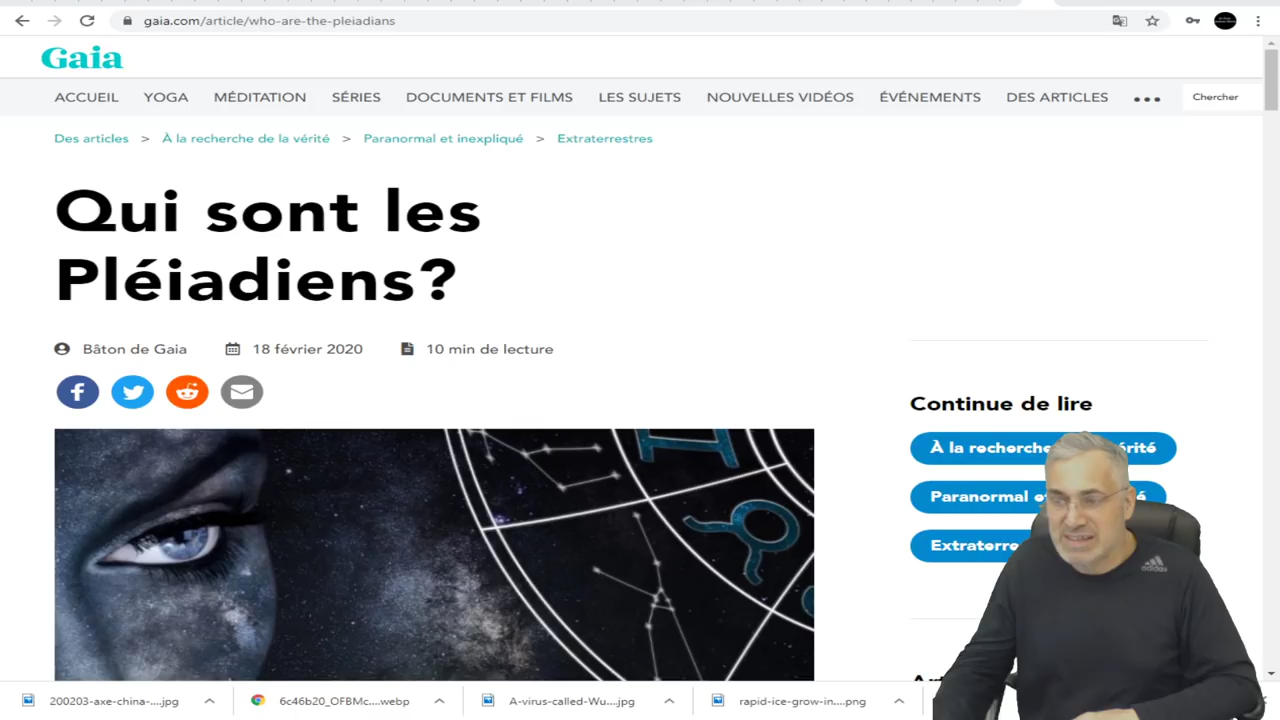 gaia.com/article/who-are-the-pleiadians
Gaia
ACCUEIL YOGA MÉDITATION SÉRIES DOCUMENTS ET FILMS LES SUJETS NOUVELLES VIDÉOS ÉVÉNEMENTS DES ARTICLES ••• Chercher
Des articles > À la recherche de la vérité > Paranormal et inexpliqué > Extraterrestres
Qui sont les
Pléiadiens?
Bâton de Gaia 18 février 2020 10 min de lecture
Continue de lire
À la recherche érité
Paranormal e é
Extraterre
adidas
200203-axe-china-....jpg 6c46b20_OFBMc....webp A-virus-called-Wu....jpg rapid-ice-grow-in....png